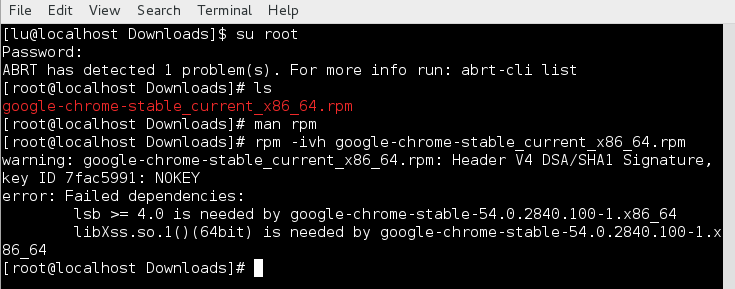 File Edit View Search Terminal Help
[lu@localhost Downloads]$ su root
Password:
ABRT has detected 1 problem(s). For more info run: abrt-cli list
[root@localhost Downloads]# ls
google-chrome-stable_current_x86_64.rpm
[root@localhost Downloads]# man rpm
[root@localhost Downloads]# rpm -ivh google-chrome-stable_current_x86_64.rpm
warning: google-chrome-stable_current_x86_64.rpm: Header V4 DSA/SHA1 Signature,
key ID 7fac5991: NOKEY
error: Failed dependencies:
        lsb >= 4.0 is needed by google-chrome-stable-54.0.2840.100-1.x86_64
        libXss.so.1()(64bit) is needed by google-chrome-stable-54.0.2840.100-1.x
86_64
[root@localhost Downloads]#